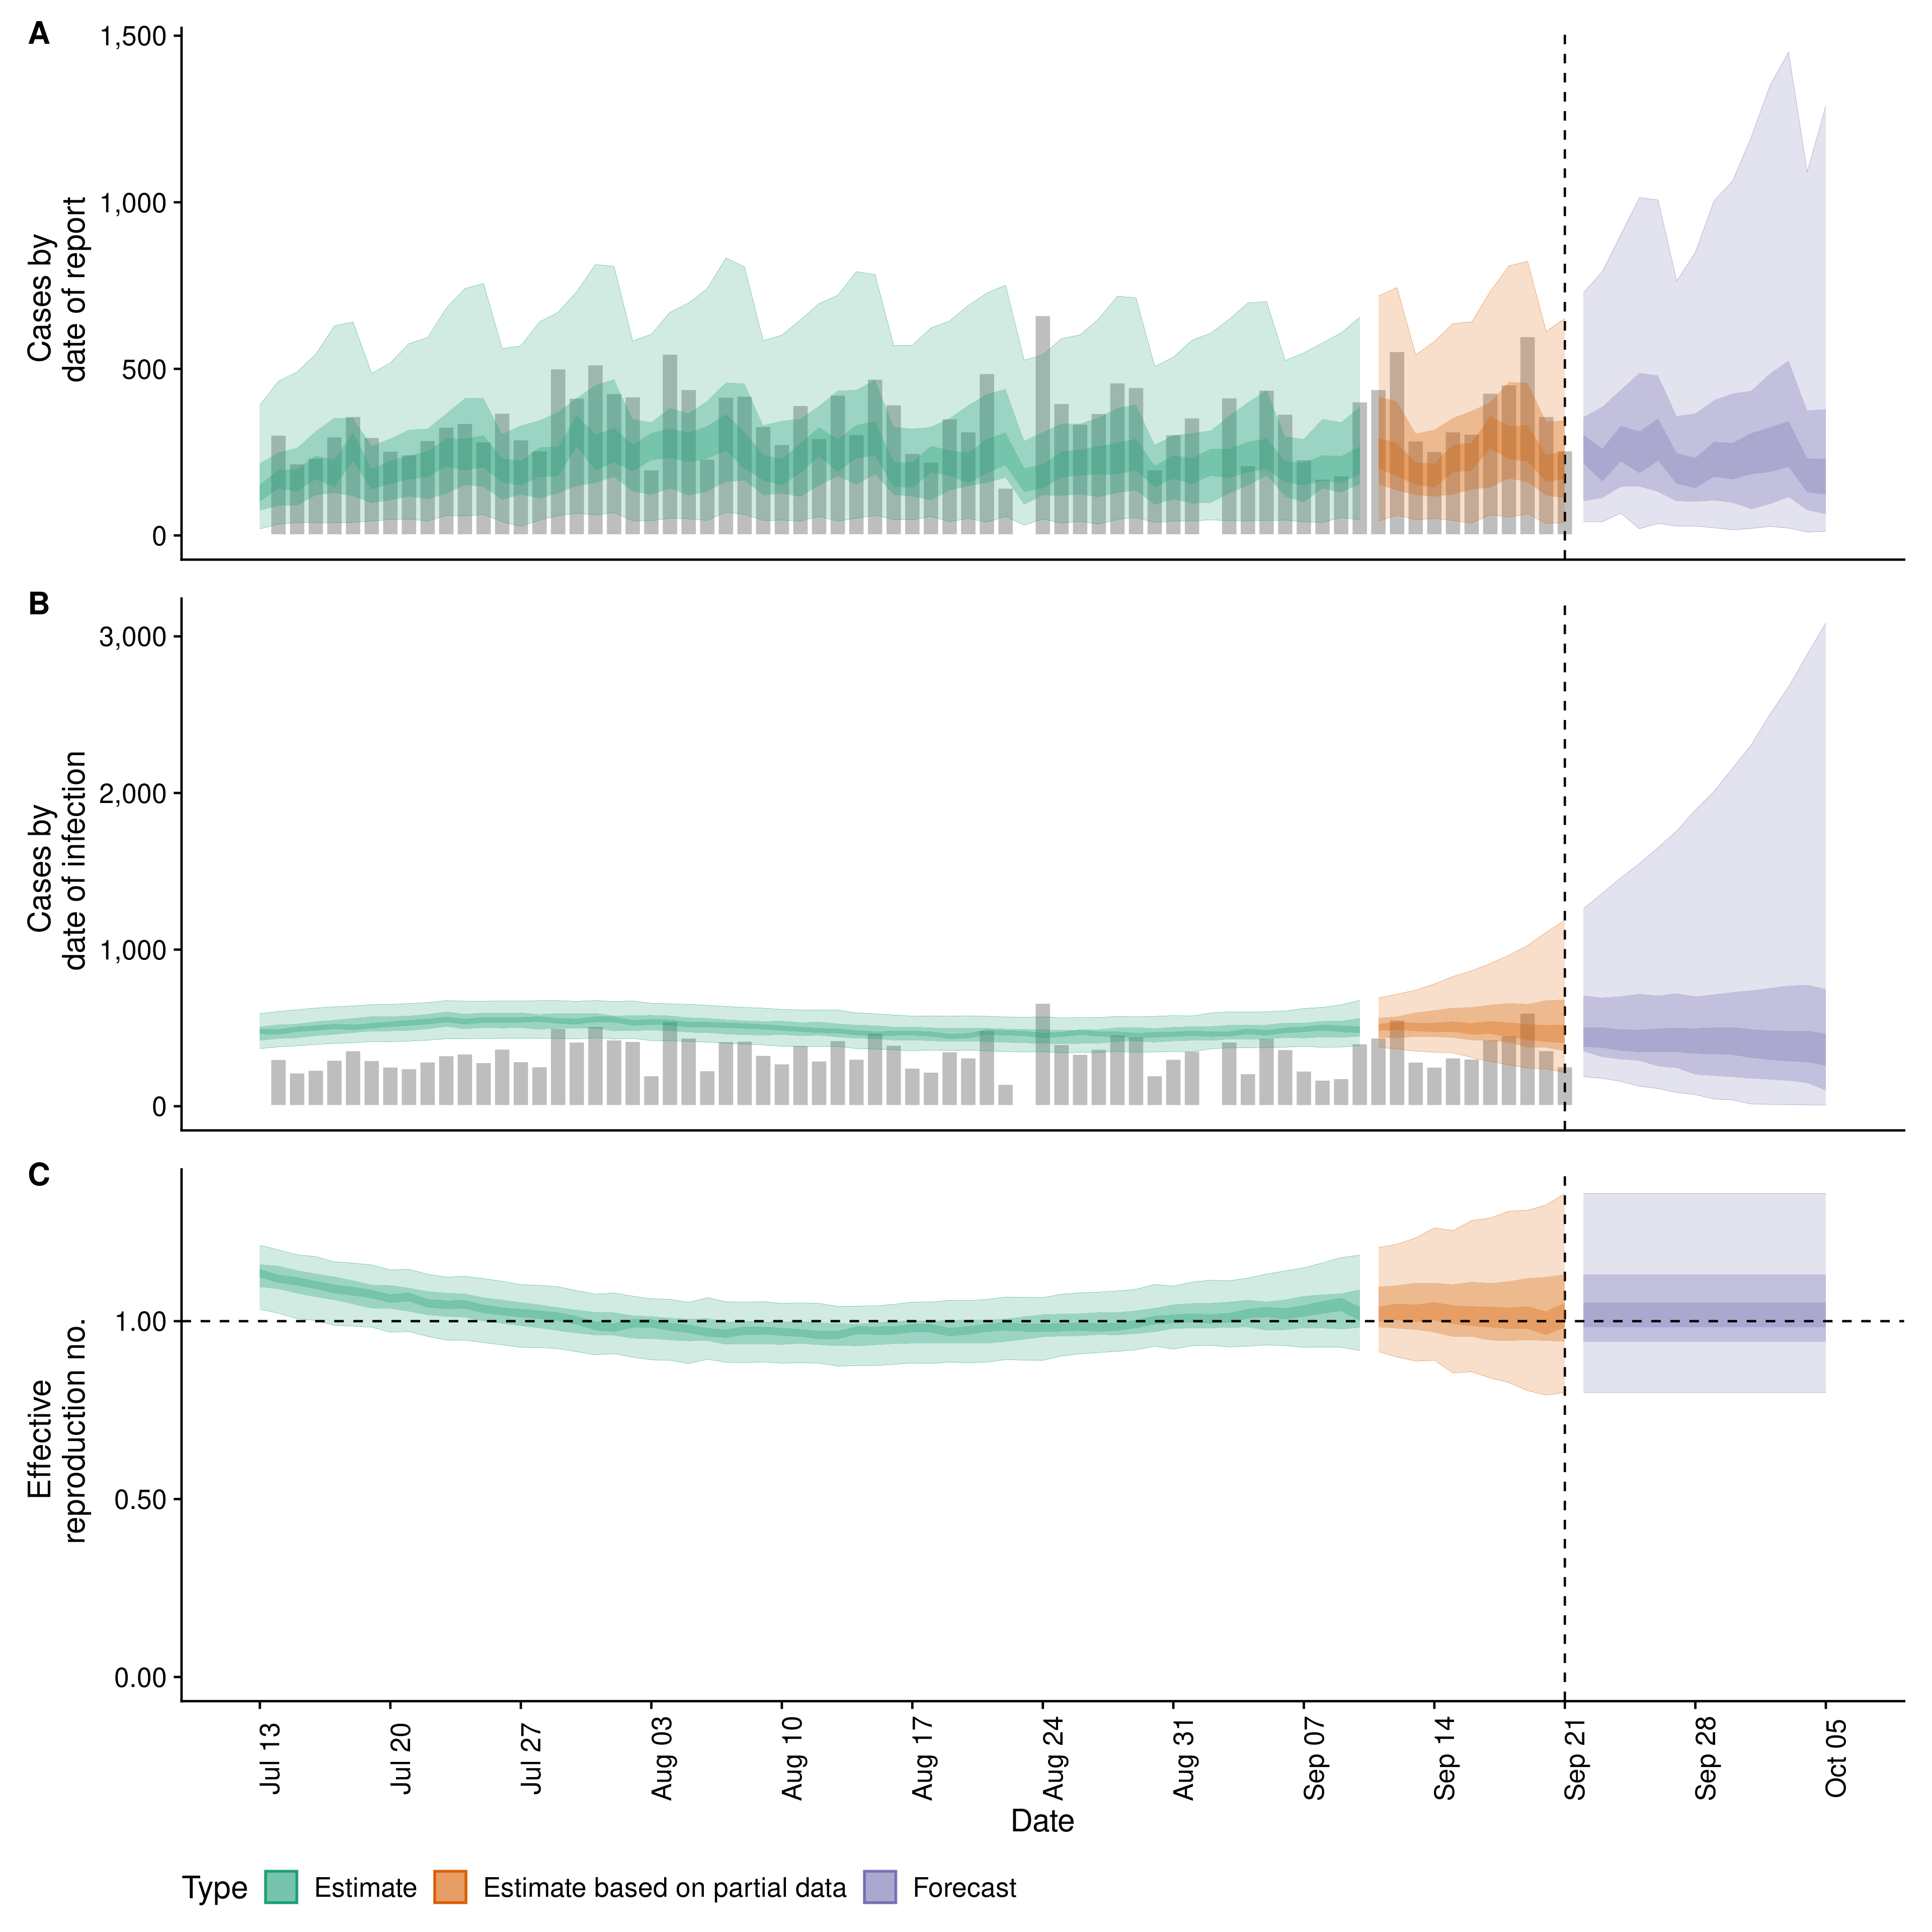 A
1,500
1,000
500
0
Cases by
date of report
B
3,000
2,000
1,000
0
Cases by
date of infection
C
1.00
0.50
0.00
Effective
reproduction no.
Jul 13
Jul 20
Jul 27
Aug 03
Aug 10
Aug 17
Aug 24
Aug 31
Sep 07
Sep 14
Sep 21
Sep 28
Oct 05
Date
Type Estimate Estimate based on partial data Forecast